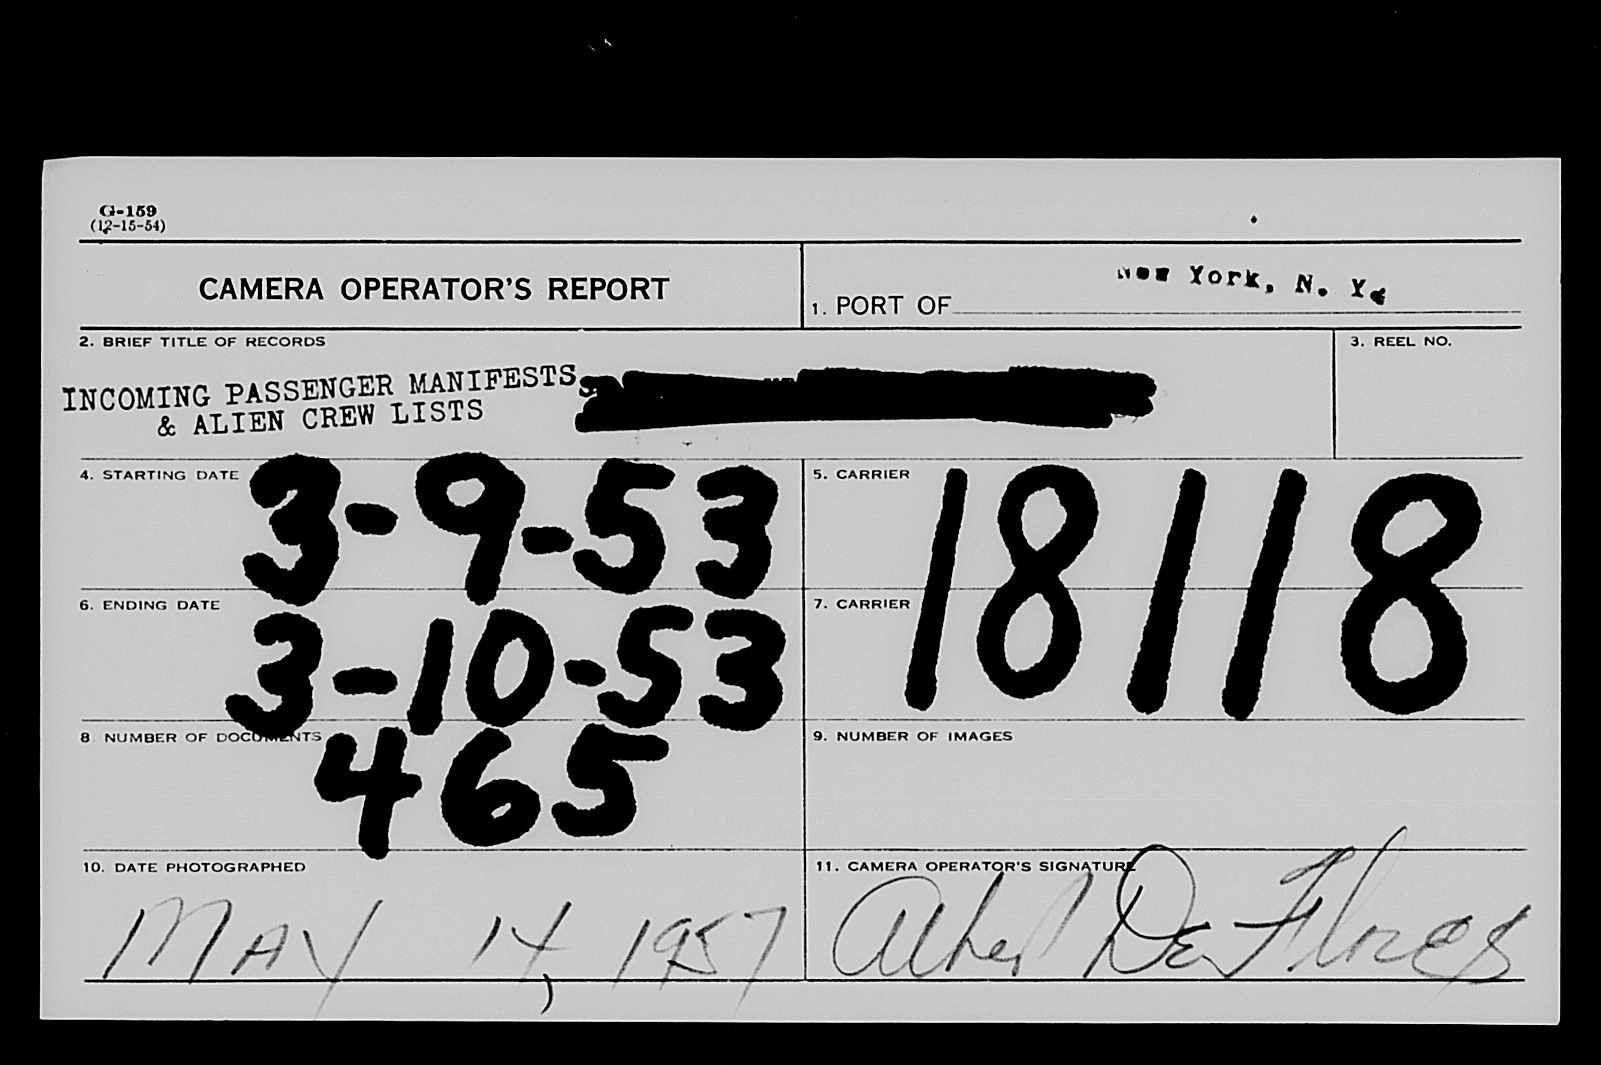 G-159
(12-15-54)
CAMERA OPERATOR'S REPORT
1. PORT OF New York, N. Y.
2. BRIEF TITLE OF RECORDS
INCOMING PASSENGER MANIFESTS
& ALIEN CREW LISTS
3. REEL NO.
4. STARTING DATE 3-9-53
5. CARRIER
18118
6. ENDING DATE 3-10-53
7. CARRIER
8 NUMBER OF DOCUMENTS 465
9. NUMBER OF IMAGES
10. DATE PHOTOGRAPHED
MAY 14, 1957
11. CAMERA OPERATOR'S SIGNATURE
De Flores